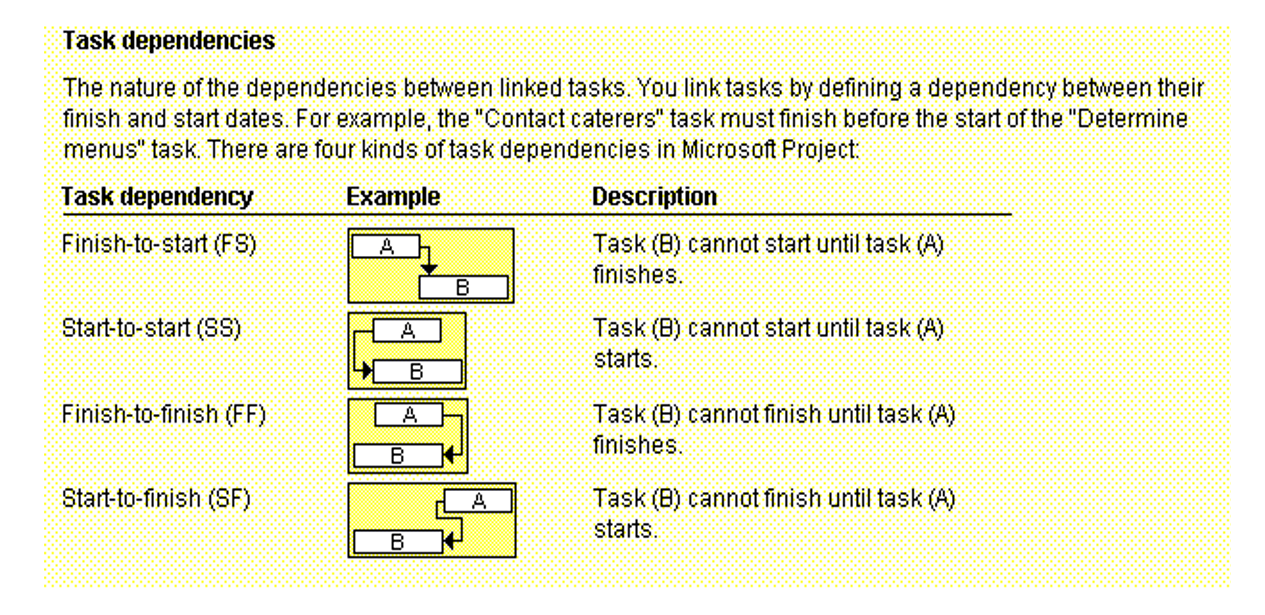 Task dependencies
The nature of the dependencies between linked tasks. You link tasks by defining a dependency between their
finish and start dates. For example, the "Contact caterers" task must finish before the start of the "Determine
menus" task. There are four kinds of task dependencies in Microsoft Project:
Task dependency Example Description
Finish-to-start (FS) A B Task (B) cannot start until task (A)
finishes.
Start-to-start (SS) A B Task (B) cannot start until task (A)
starts.
Finish-to-finish (FF) A B Task (B) cannot finish until task (A)
finishes.
Start-to-finish (SF) A B Task (B) cannot finish until task (A)
starts.